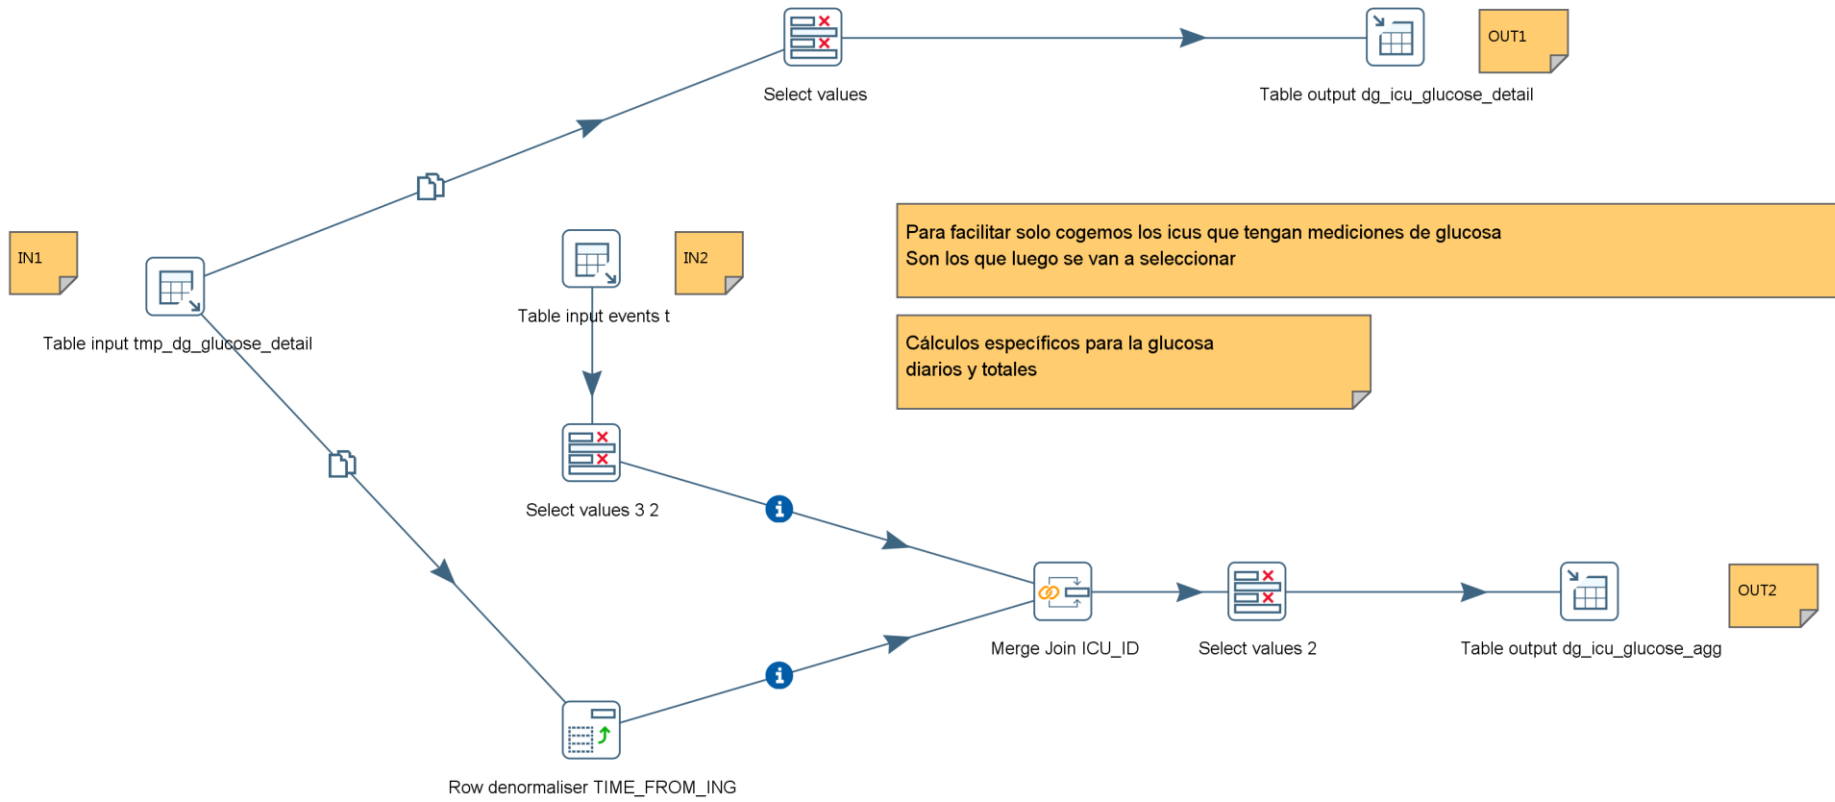 Select values
Table output dg_icu_glucose_detail
OUT1
IN1
Table input tmp_dg_glucose_detail
Table input events t
IN2
Para facilitar solo cogemos los icus que tengan mediciones de glucosa
Son los que luego se van a seleccionar
Cálculos específicos para la glucosa
diarios y totales
Select values 3 2
Merge Join ICU_ID
Select values 2
Table output dg_icu_glucose_agg
OUT2
Row denormaliser TIME_FROM_ING